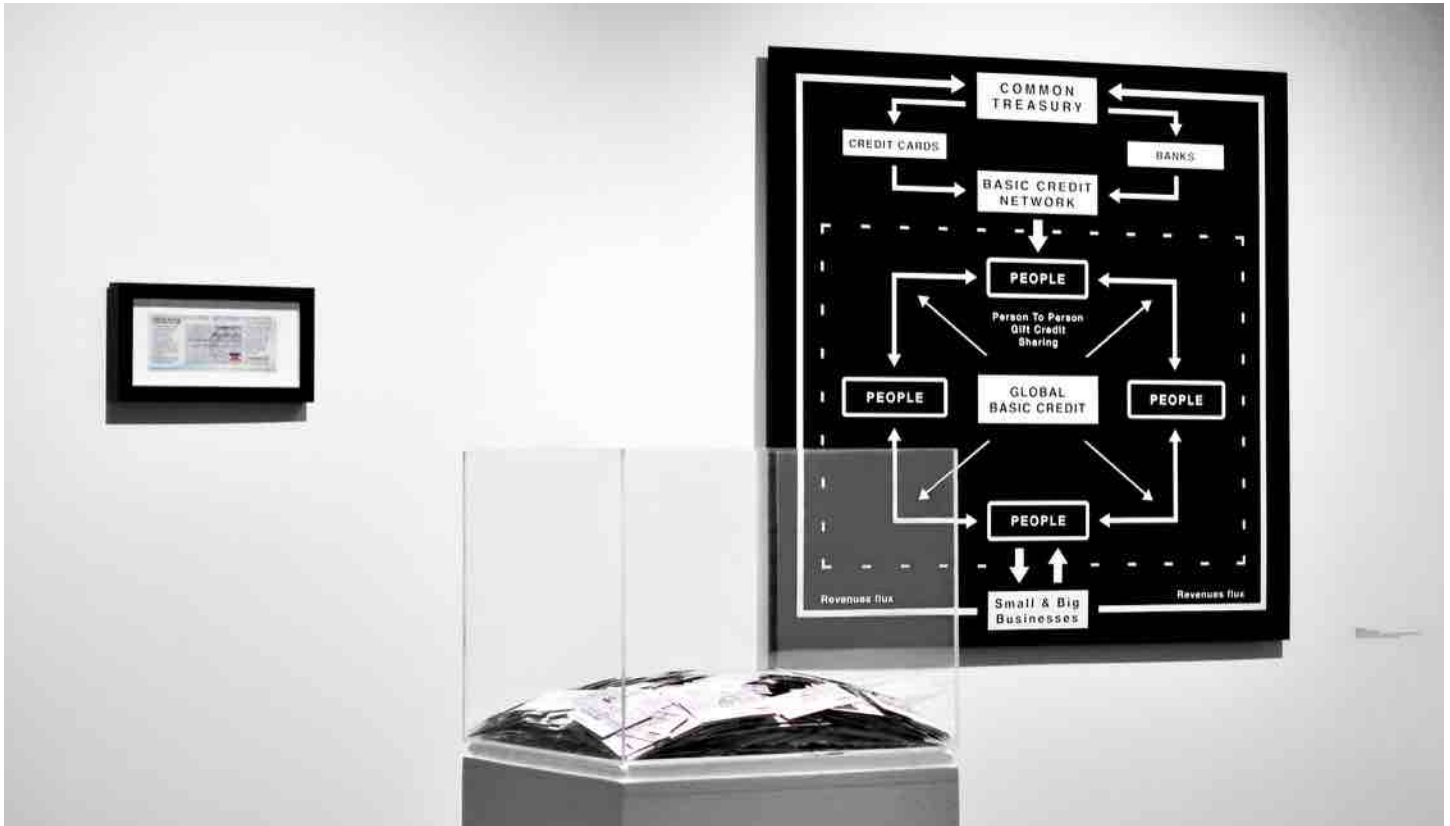 COMMON
TREASURY
CREDIT CARDS
BANKS
BASIC CREDIT
NETWORK
PEOPLE
Person To Person
Gift Credit
Sharing
PEOPLE
GLOBAL
BASIC CREDIT
PEOPLE
PEOPLE
Revenues flux
Small & Big
Businesses
Revenues flux